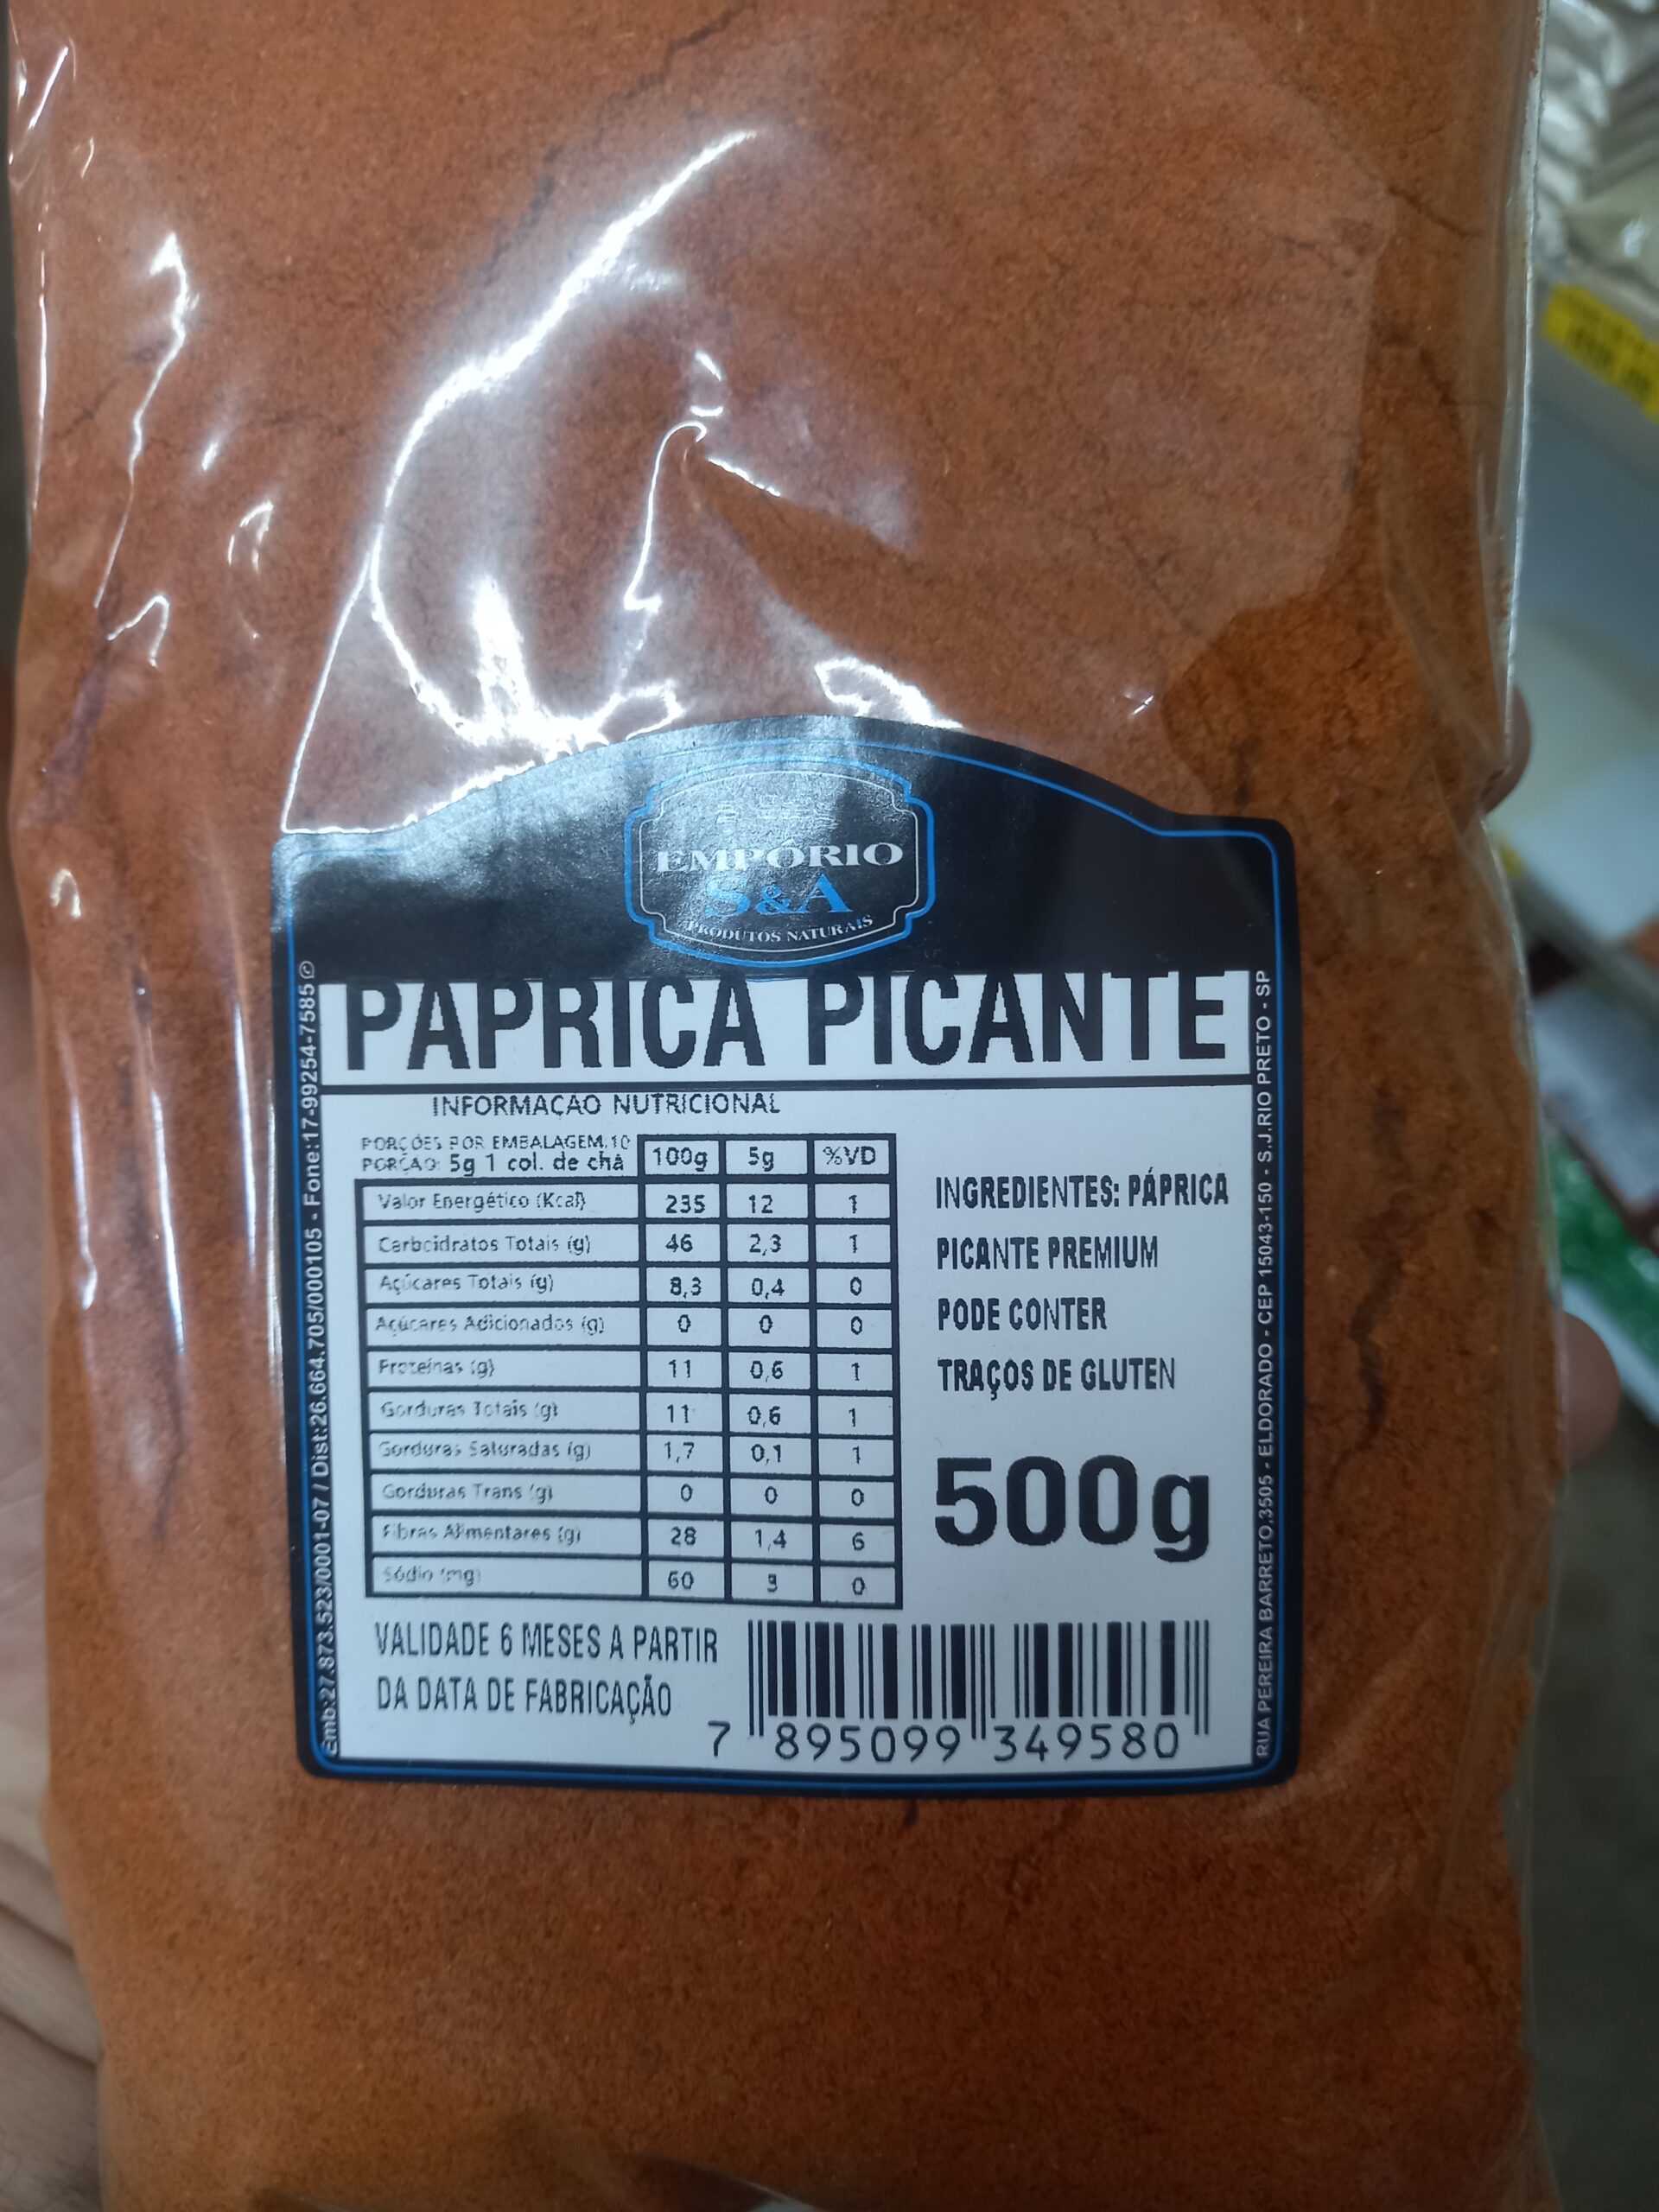 EMPÓRIO
S&A
PRODUTOS NATURAIS
PAPRICA PICANTE
INFORMAÇÃO NUTRICIONAL
PORÇÕES POR EMBALAGEM.10
PORÇÃO: 5g 1 col. de chá 100g 5g %VD
Valor Energético (Kcal) 235 12 1
Carboidratos Totais (g) 46 2,3 1
Açúcares Totais (g) 8,3 0,4 0
Açúcares Adicionados (g) 0 0 0
Proteínas (g) 11 0,6 1
Gorduras Totais (g) 11 0,6 1
Gorduras Saturadas (g) 1,7 0,1 1
Gorduras Trans (g) 0 0 0
Fibras Alimentares (g) 28 1,4 6
Sódio (mg) 60 3 0
INGREDIENTES: PÁPRICA
PICANTE PREMIUM
PODE CONTER
TRAÇOS DE GLUTEN
500g
VALIDADE 6 MESES A PARTIR
DA DATA DE FABRICAÇÃO
7 895099 349580
Emb:27.873.523/0001-07 / Dist:26.664.705/000105 - Fone:17-99254-7585
RUA PEREIRA BARRETO,3505 - ELDORADO - CEP 15043-150 - S.J.RIO PRETO - SP